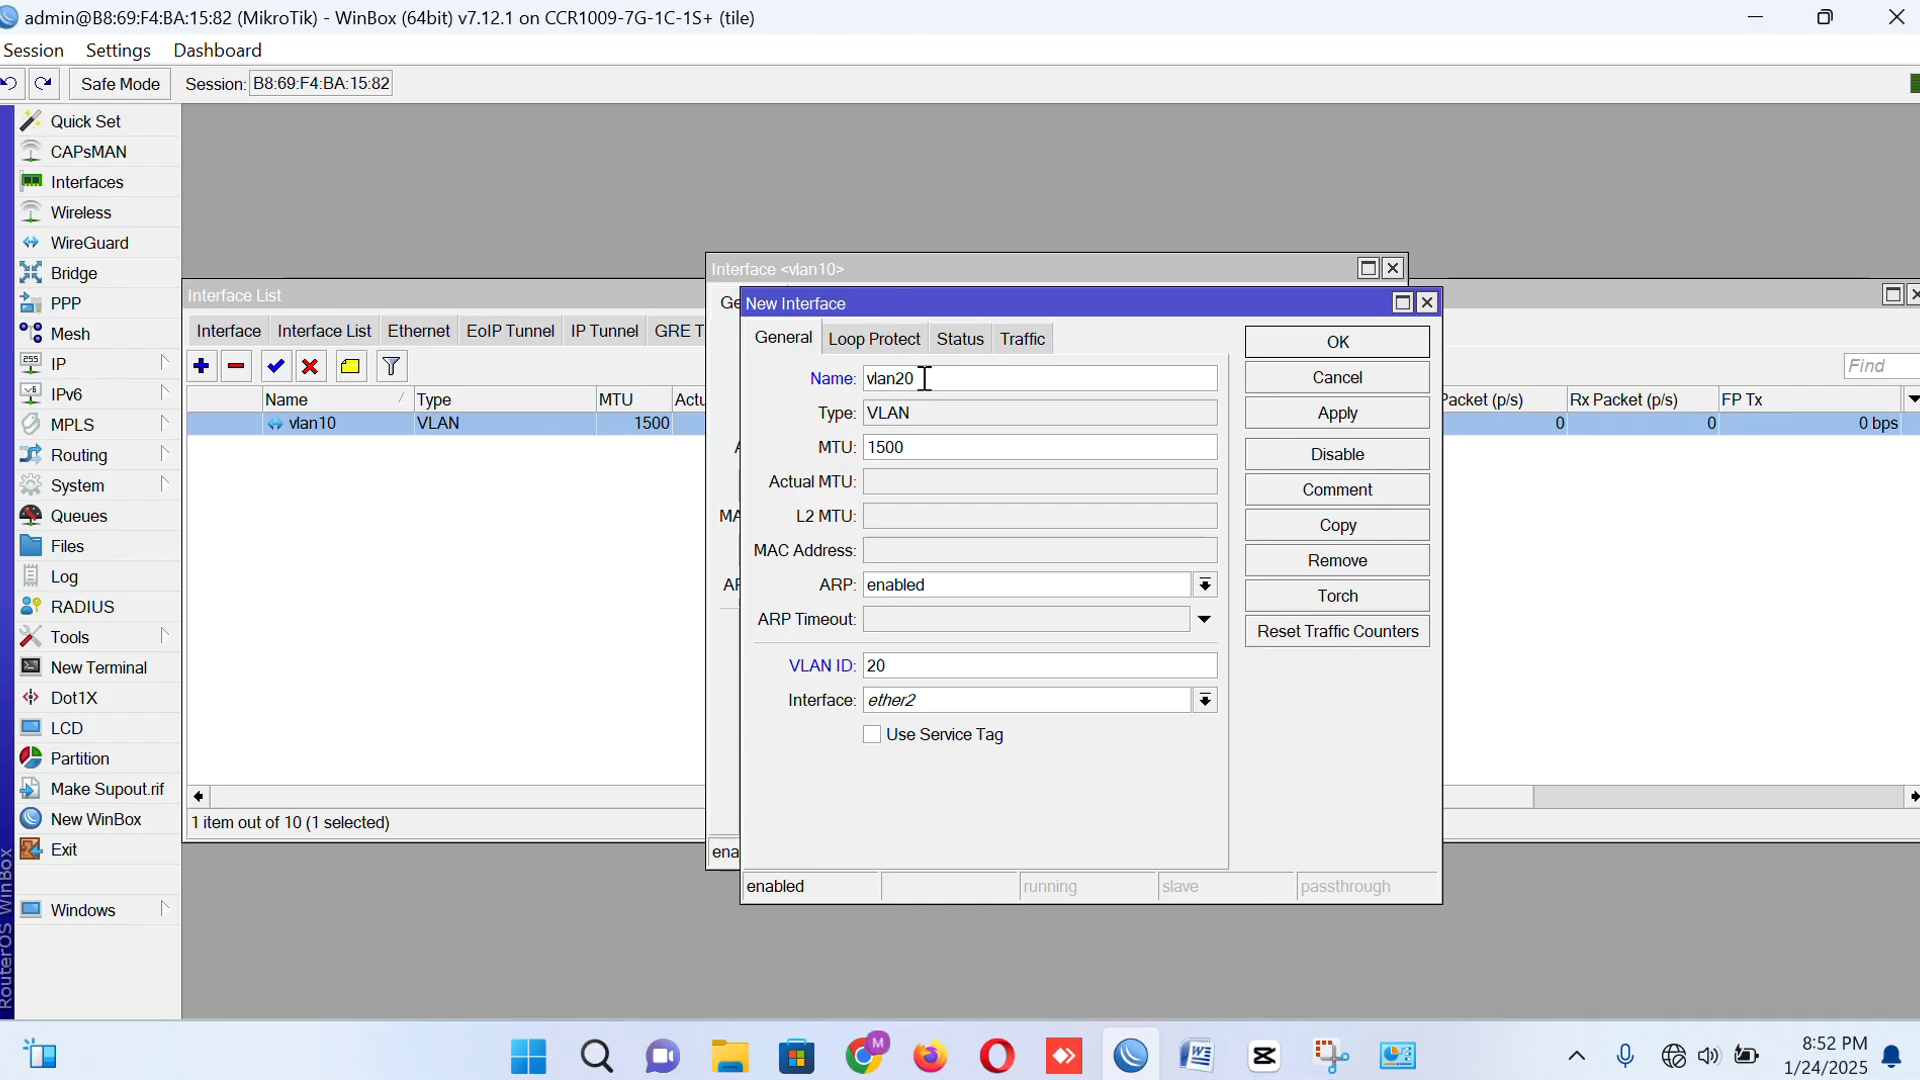 admin@B8:69:F4:BA:15:82 (MikroTik) - WinBox (64bit) v7.12.1 on CCR1009-7G-1C-1S+ (tile)
Session Settings Dashboard
Safe Mode Session: B8:69:F4:BA:15:82
Quick Set
CAPsMAN
Interfaces
Wireless
WireGuard
Bridge
PPP
Mesh
IP
IPv6
MPLS
Routing
System
Queues
Files
Log
RADIUS
Tools
New Terminal
Dot1X
LCD
Partition
Make Supout.rif
New WinBox
Exit
Windows
RouterOS WinBox
Interface List
Interface Interface List Ethernet EoIP Tunnel IP Tunnel GRE T
Find
Name Type MTU Actu
Packet (p/s) Rx Packet (p/s) FP Tx
vlan10 VLAN 1500
0 0 0 bps
1 item out of 10 (1 selected)
Interface <vlan10>
Ge
MA
AF
ena
New Interface
General Loop Protect Status Traffic
Name: vlan20
Type: VLAN
MTU: 1500
Actual MTU:
L2 MTU:
MAC Address:
ARP: enabled
ARP Timeout:
VLAN ID: 20
Interface: ether2
Use Service Tag
OK
Cancel
Apply
Disable
Comment
Copy
Remove
Torch
Reset Traffic Counters
enabled running slave passthrough
8:52 PM
1/24/2025